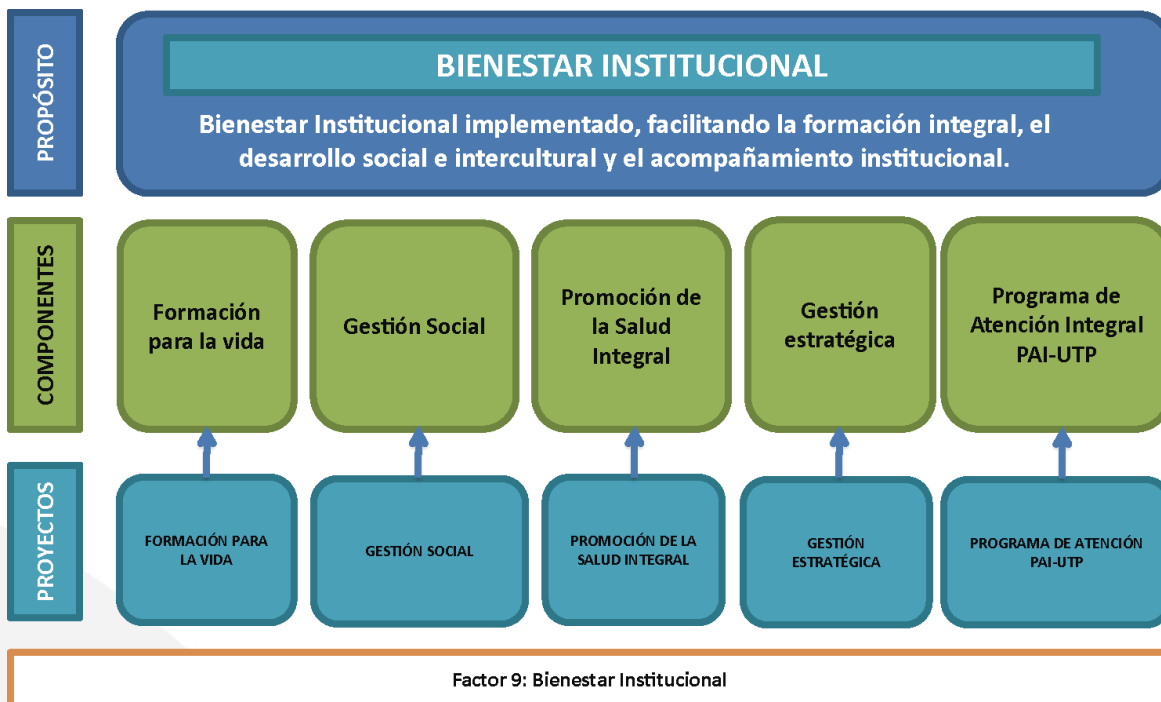 PROPÓSITO
BIENESTAR INSTITUCIONAL
Bienestar Institucional implementado, facilitando la formación integral, el
desarrollo social e intercultural y el acompañamiento institucional.
COMPONENTES
Formación
para la vida
Gestión Social
Promoción de
la Salud
Integral
Gestión
estratégica
Programa de
Atención Integral
PAI-UTP
PROYECTOS
FORMACIÓN PARA
LA VIDA
GESTIÓN SOCIAL
PROMOCIÓN DE LA
SALUD INTEGRAL
GESTIÓN
ESTRATÉGICA
PROGRAMA DE ATENCIÓN
PAI-UTP
Factor 9: Bienestar Institucional